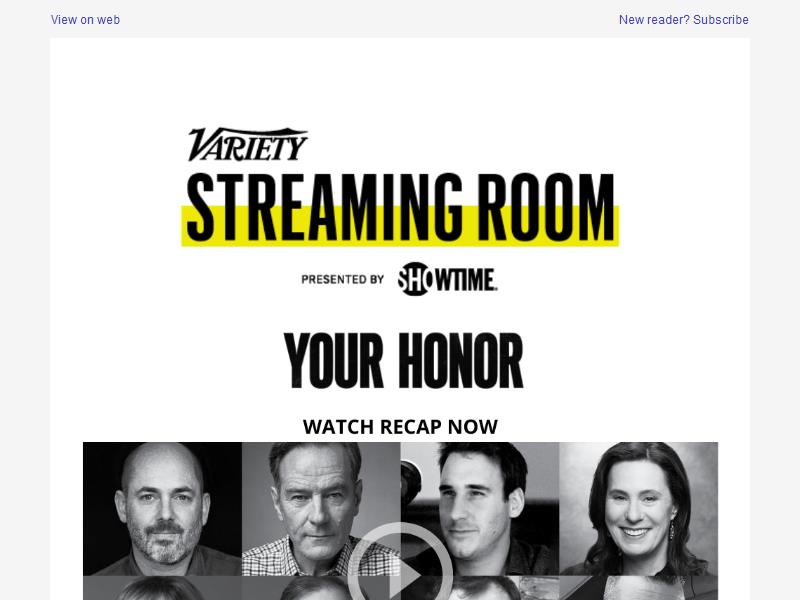 View on web
New reader? Subscribe
VARIETY
STREAMING ROOM
PRESENTED BY SHOWTIME.
YOUR HONOR
WATCH RECAP NOW